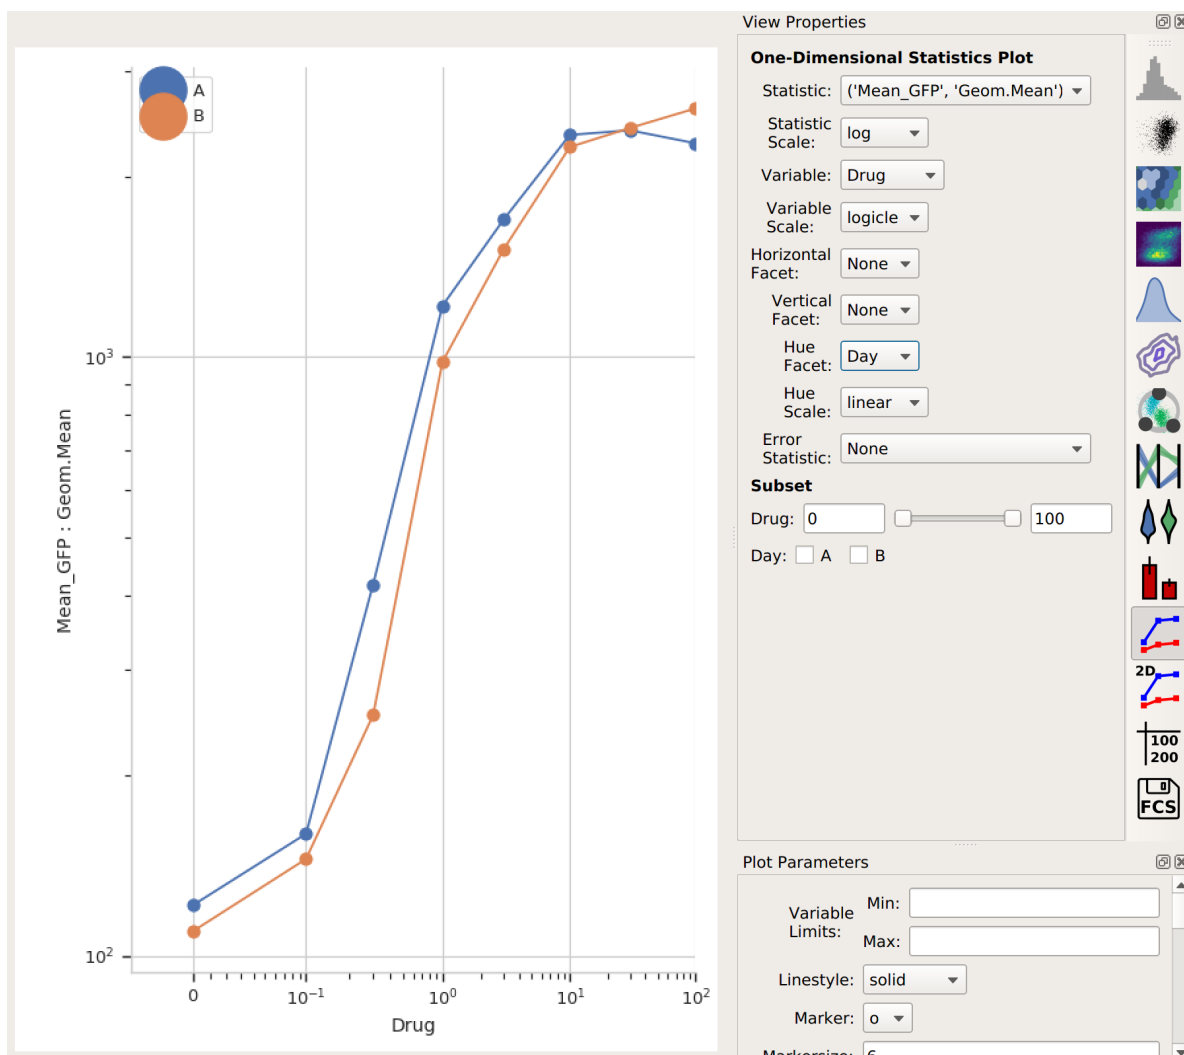 View Properties
One-Dimensional Statistics Plot
Statistic: ('Mean_GFP', 'Geom.Mean')
Statistic Scale: log
Variable: Drug
Variable Scale: logicle
Horizontal Facet: None
Vertical Facet: None
Hue Facet: Day
Hue Scale: linear
Error Statistic: None
Subset
Drug: 0 100
Day: A B
A
B
Mean_GFP : Geom.Mean
10³
10²
0 10⁻¹ 10⁰ 10¹ 10²
Drug
2D
100
200
FCS
Plot Parameters
Variable Limits:
Min:
Max:
Linestyle: solid
Marker: o
Markersize: 6